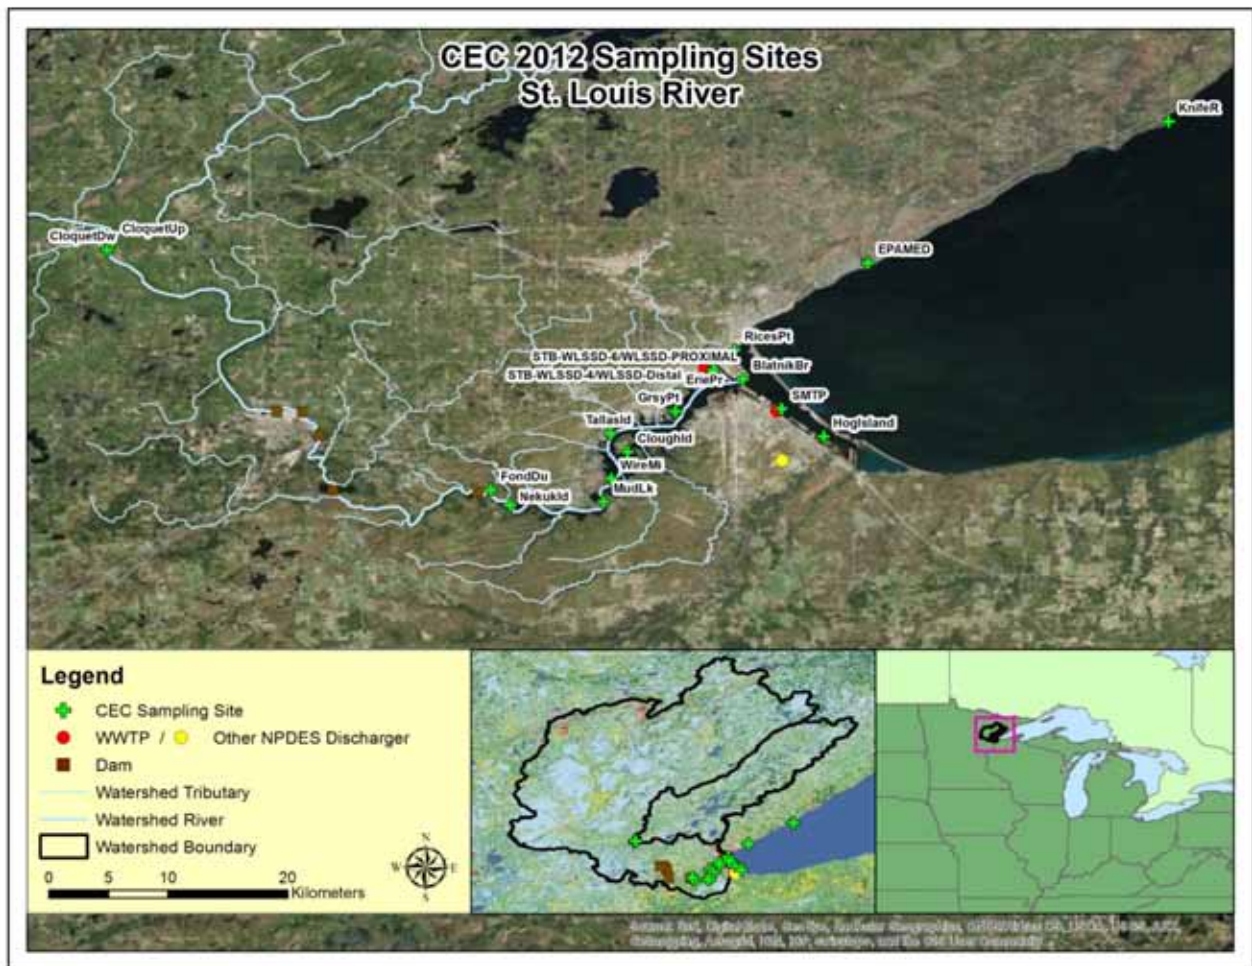 CEC 2012 Sampling Sites
St. Louis River
KnifeR
CloquetUp
CloquetDw
EPAMED
RicesPt
STB-WLSSD-6/WLSSD-PROXIMAL
BlatnikBr
STB-WLSSD-4/WLSSD-Distal
EriePr
GrsyPt
SMTP
TallasId
HogIsland
CloughId
WireMi
FondDu
MudLk
NekukId
Legend
CEC Sampling Site
WWTP / Other NPDES Discharger
Dam
Watershed Tributary
Watershed River
Watershed Boundary
0 5 10 20
Kilometers
N
W E
S